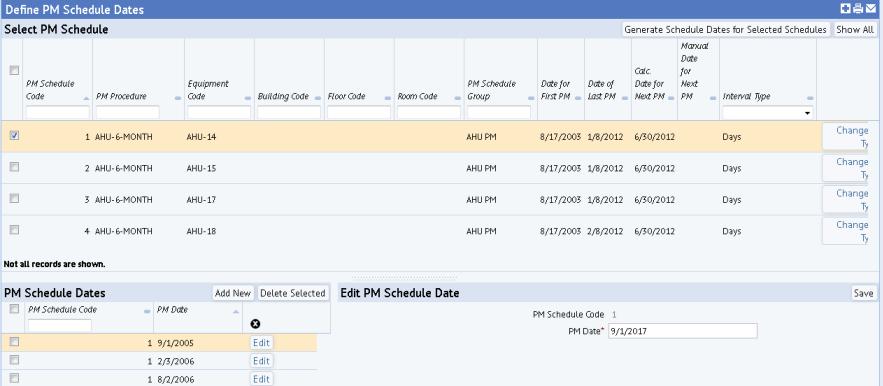 Define PM Schedule Dates
Select PM Schedule
Generate Schedule Dates for Selected Schedules
Show All
PM Schedule Code
PM Procedure
Equipment Code
Building Code
Floor Code
Room Code
PM Schedule Group
Date for First PM
Date of Last PM
Calc. Date for Next PM
Manual Date for Next PM
Interval Type
1 AHU-6-MONTH AHU-14 AHU PM 8/17/2003 1/8/2012 6/30/2012 Days Change Ty
2 AHU-6-MONTH AHU-15 AHU PM 8/17/2003 1/8/2012 6/30/2012 Days Change Ty
3 AHU-6-MONTH AHU-17 AHU PM 8/17/2003 1/8/2012 6/30/2012 Days Change Ty
4 AHU-6-MONTH AHU-18 AHU PM 8/17/2003 2/8/2012 6/30/2012 Days Change Ty
Not all records are shown.
PM Schedule Dates Add New Delete Selected
PM Schedule Code PM Date
1 9/1/2005 Edit
1 2/3/2006 Edit
1 8/2/2006 Edit
Edit PM Schedule Date Save
PM Schedule Code 1
PM Date* 9/1/2017